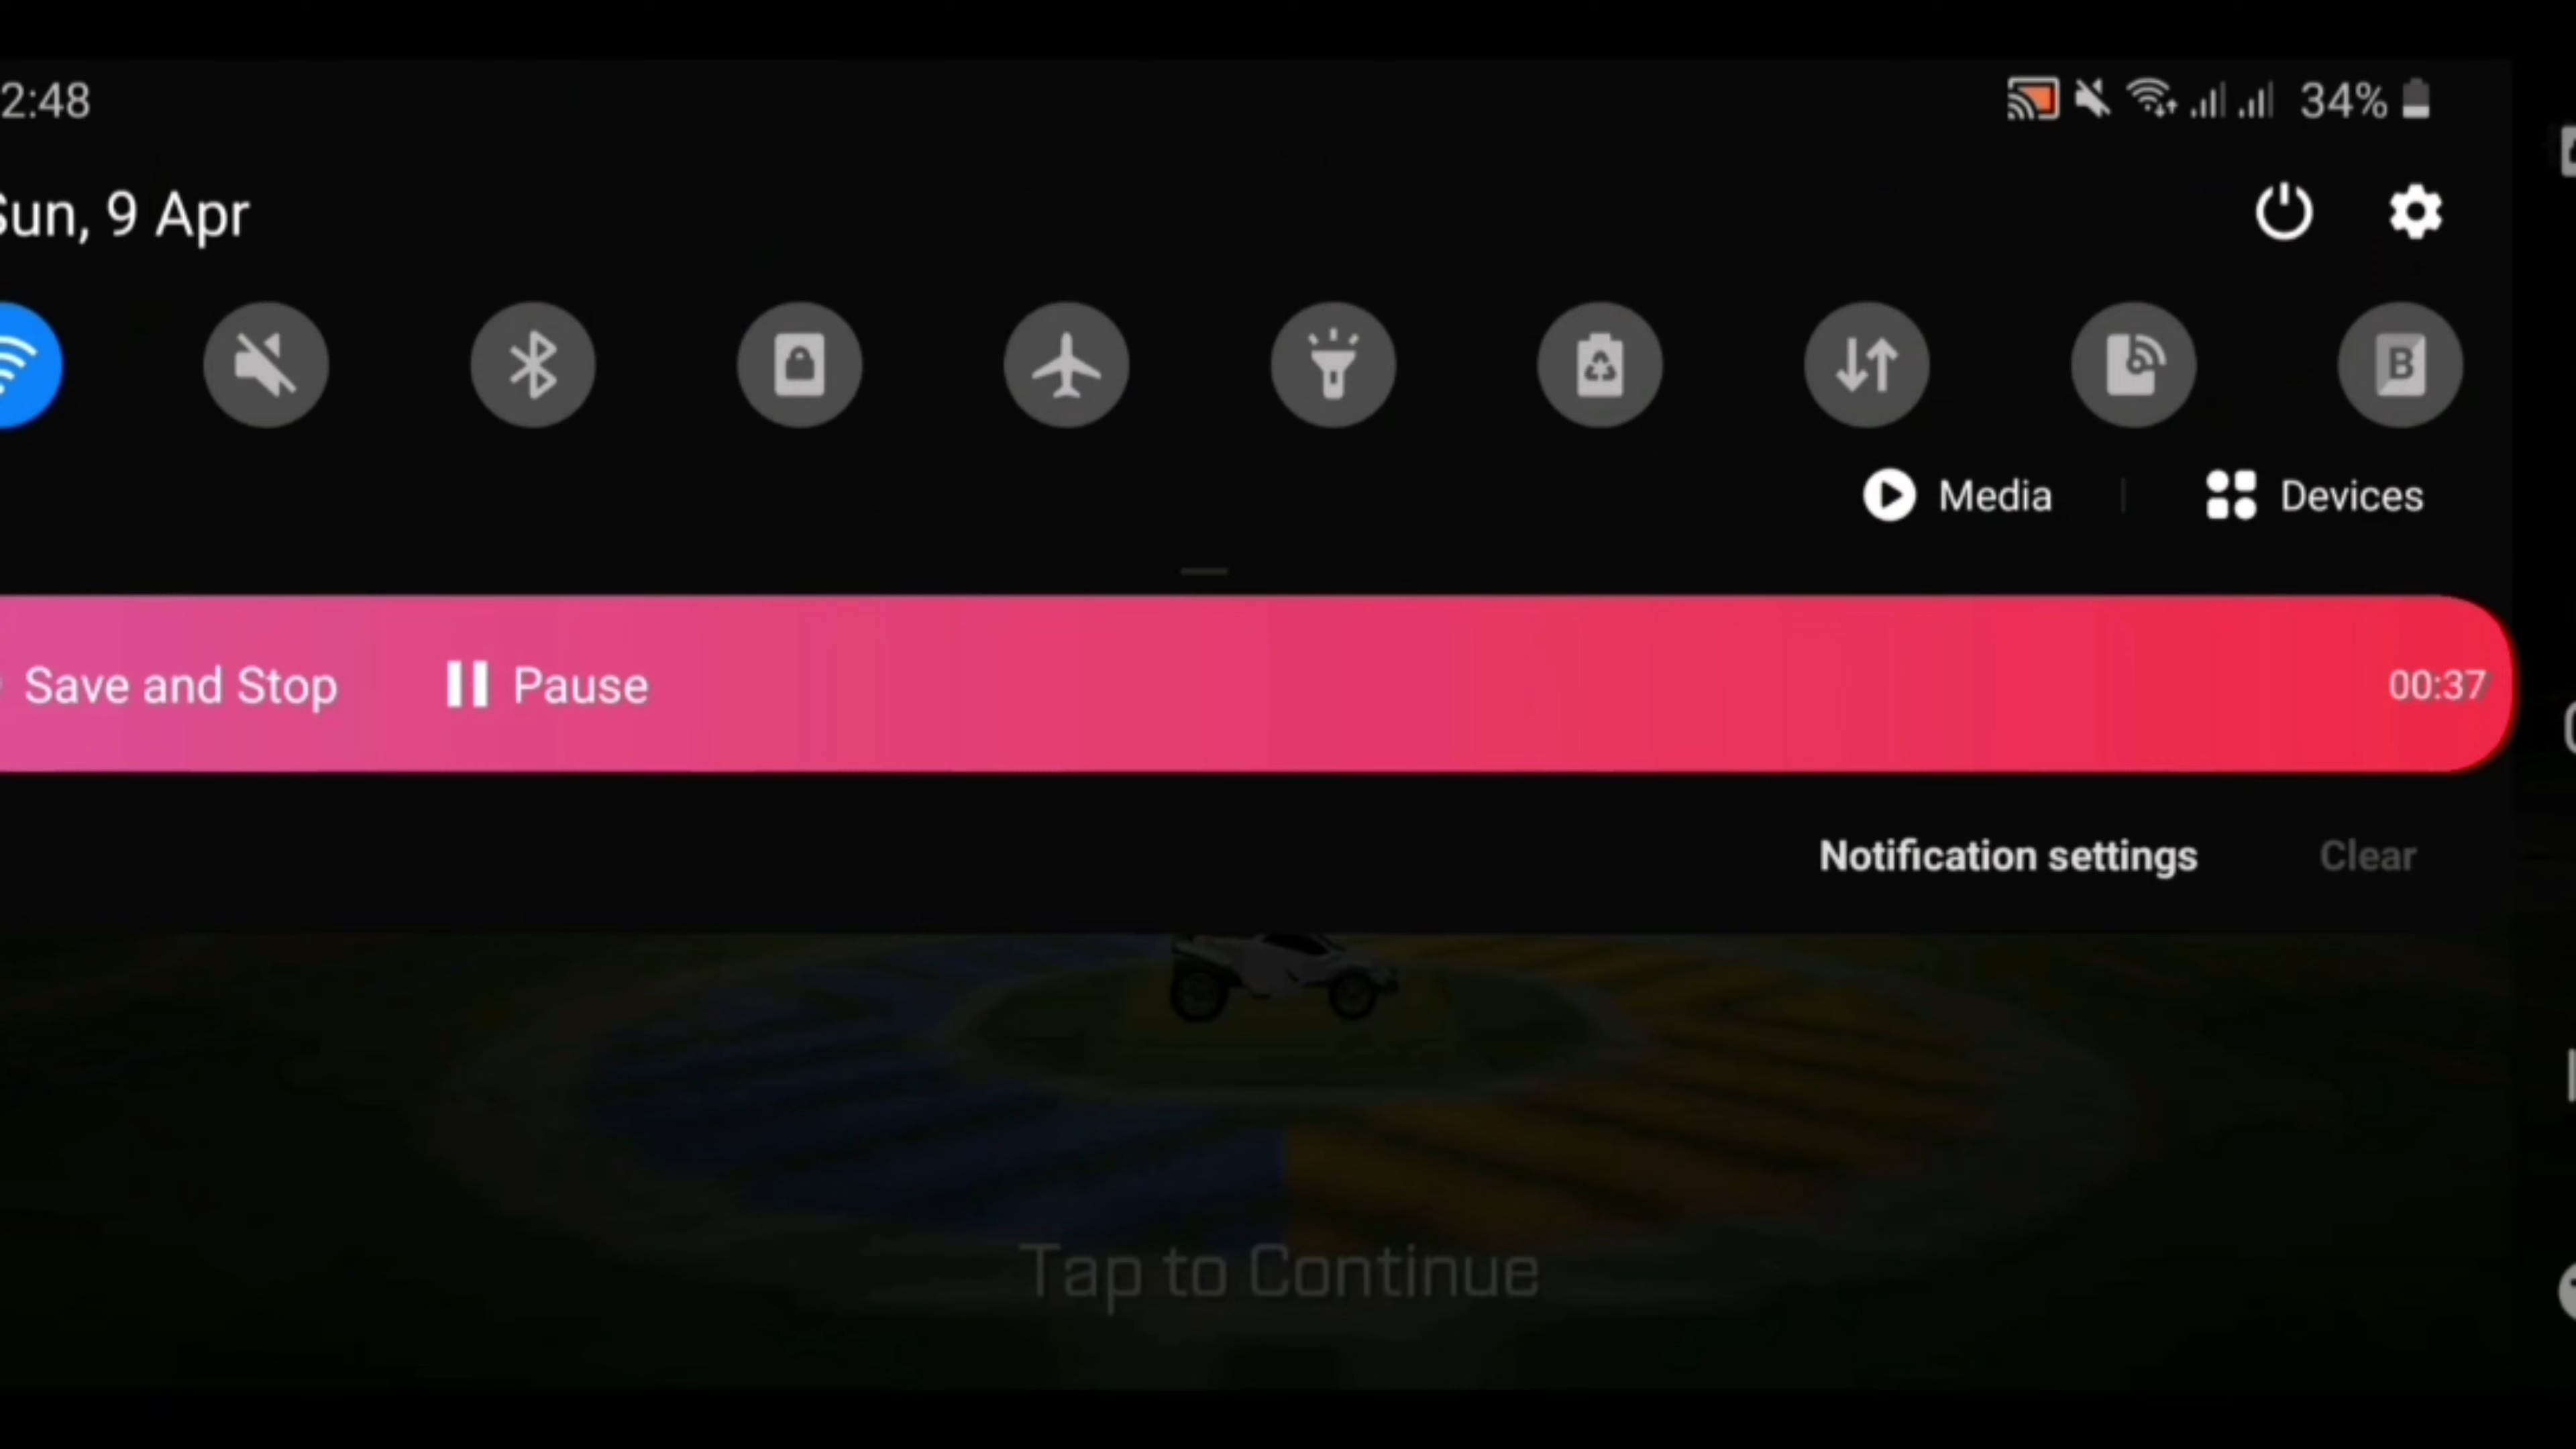 2:48
34%
Sun, 9 Apr
B
Media
Devices
Save and Stop
Pause
00:37
Notification settings
Clear
Tap to Continue